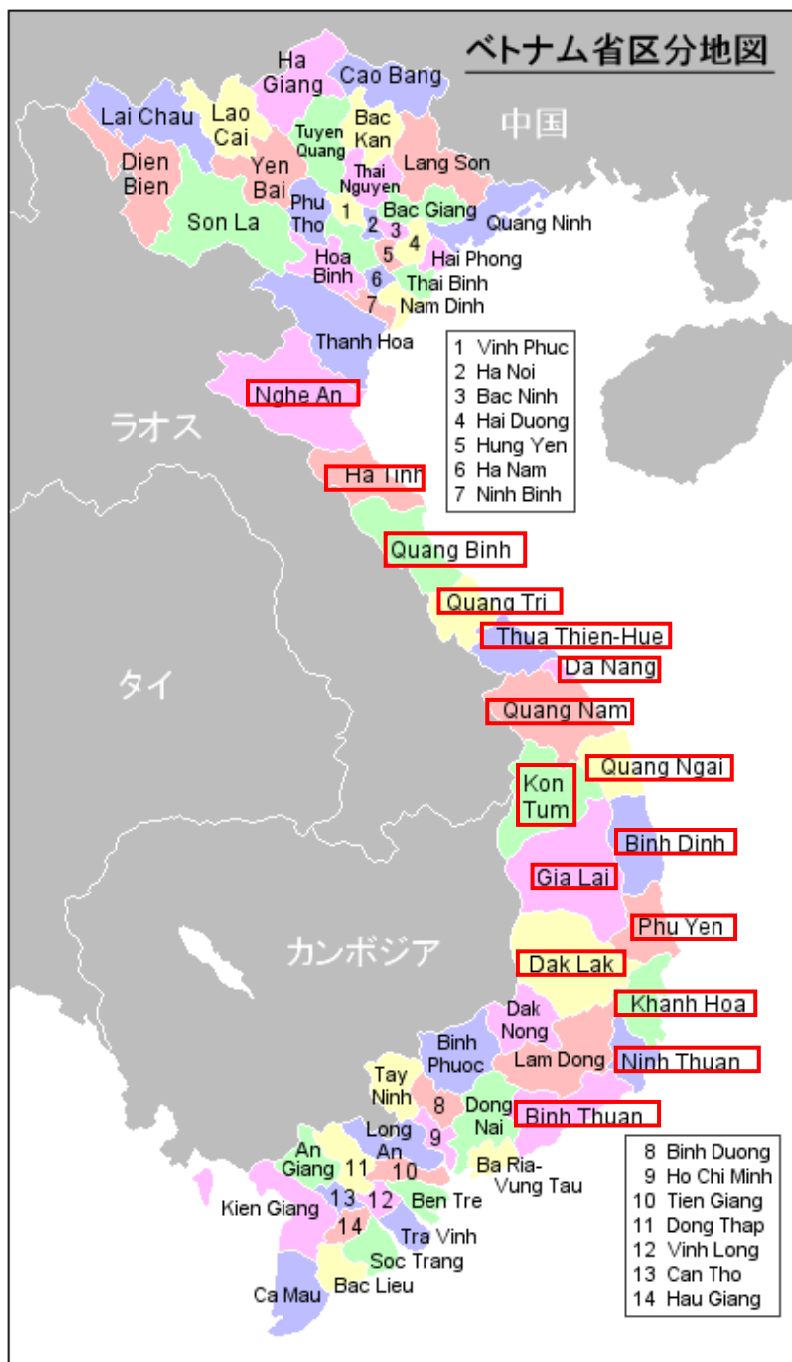 ベトナム省区分地図
Ha
Giang
Cao Bang
中国
Lai Chau
Lao
Cai
Tuyen
Quang
Bac
Kan
Lang Son
Dien
Bien
Yen
Bai
Thai
Nguyen
Son La
Phu
Tho
1
2
3
Bac Giang
4
Quang Ninh
Hoa
Binh
5
Hai Phong
6
Thai Binh
7
Nam Dinh
Thanh Hoa
1 Vinh Phuc
2 Ha Noi
3 Bac Ninh
4 Hai Duong
5 Hung Yen
6 Ha Nam
7 Ninh Binh
Nghe An
ラオス
Ha Tinh
Quang Binh
Quang Tri
Thua Thien-Hue
Da Nang
タイ
Quang Nam
Quang Ngai
Kon
Tum
Binh Dinh
Gia Lai
Phu Yen
カンボジア
Dak Lak
Khanh Hoa
Dak
Nong
Binh
Phuoc
Lam Dong
Ninh Thuan
Tay
Ninh
8
Dong
Nai
Binh Thuan
Long
An
9
An
Giang
11
10
Ba Ria-
Vung Tau
Kien Giang
13
12
Ben Tre
14
Tra Vinh
Soc Trang
Bac Lieu
Ca Mau
8 Binh Duong
9 Ho Chi Minh
10 Tien Giang
11 Dong Thap
12 Vinh Long
13 Can Tho
14 Hau Giang